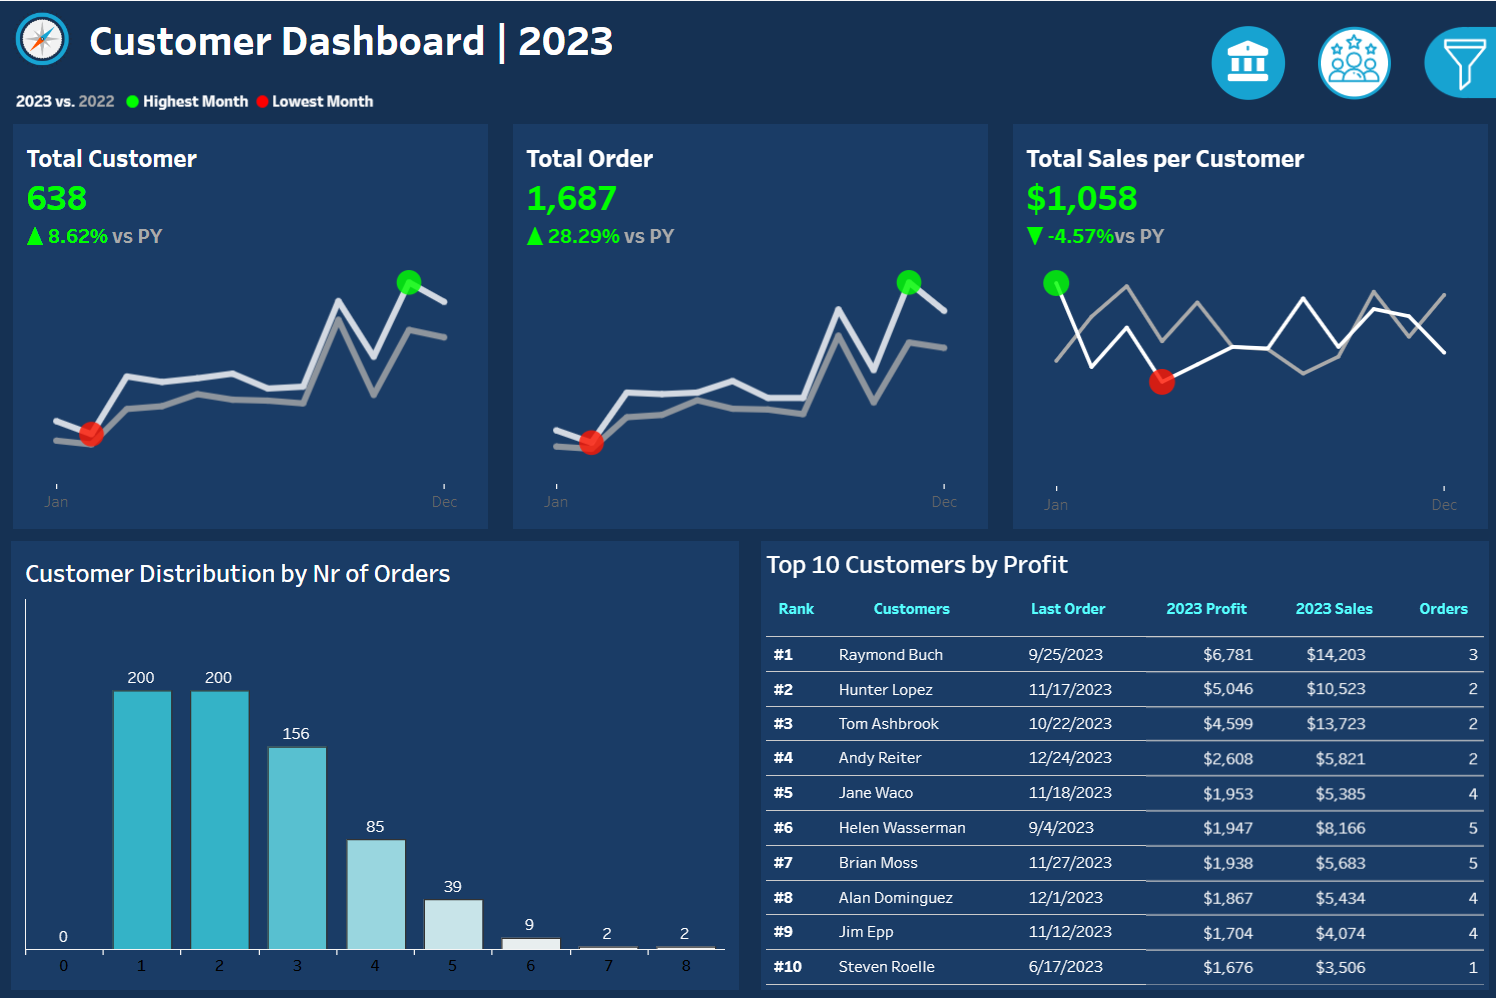 Customer Dashboard | 2023
2023 vs. 2022 Highest Month Lowest Month
Total Customer
638
▲ 8.62% vs PY
Jan Dec
Total Order
1,687
▲ 28.29% vs PY
Jan Dec
Total Sales per Customer
$1,058
▼ -4.57%vs PY
Jan Dec
Customer Distribution by Nr of Orders
0 200 200 156 85 39 9 2 2
0 1 2 3 4 5 6 7 8
Top 10 Customers by Profit
Rank Customers Last Order 2023 Profit 2023 Sales Orders
#1 Raymond Buch 9/25/2023 $6,781 $14,203 3
#2 Hunter Lopez 11/17/2023 $5,046 $10,523 2
#3 Tom Ashbrook 10/22/2023 $4,599 $13,723 2
#4 Andy Reiter 12/24/2023 $2,608 $5,821 2
#5 Jane Waco 11/18/2023 $1,953 $5,385 4
#6 Helen Wasserman 9/4/2023 $1,947 $8,166 5
#7 Brian Moss 11/27/2023 $1,938 $5,683 5
#8 Alan Dominguez 12/1/2023 $1,867 $5,434 4
#9 Jim Epp 11/12/2023 $1,704 $4,074 4
#10 Steven Roelle 6/17/2023 $1,676 $3,506 1